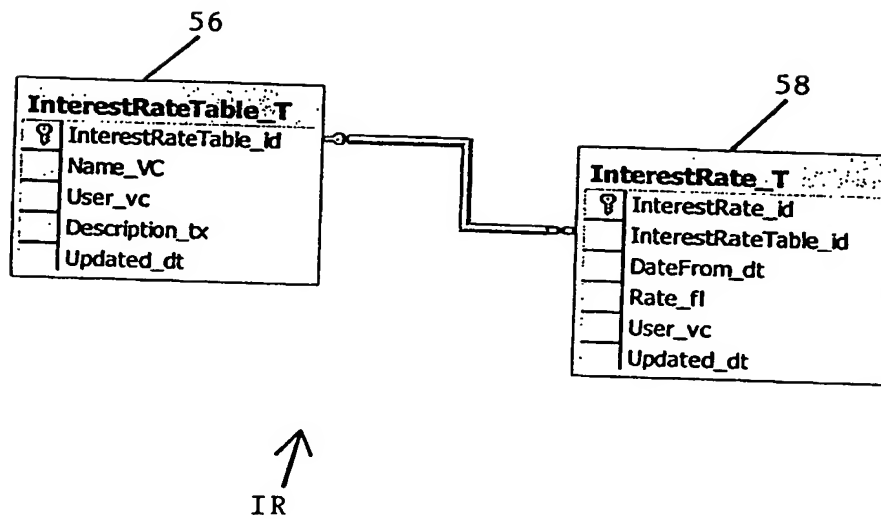 56
InterestRateTable_T
InterestRateTable_id
Name_VC
User_vc
Description_tx
Updated_dt
58
InterestRate_T
InterestRate_id
InterestRateTable_id
DateFrom_dt
Rate_fl
User_vc
Updated_dt
IR